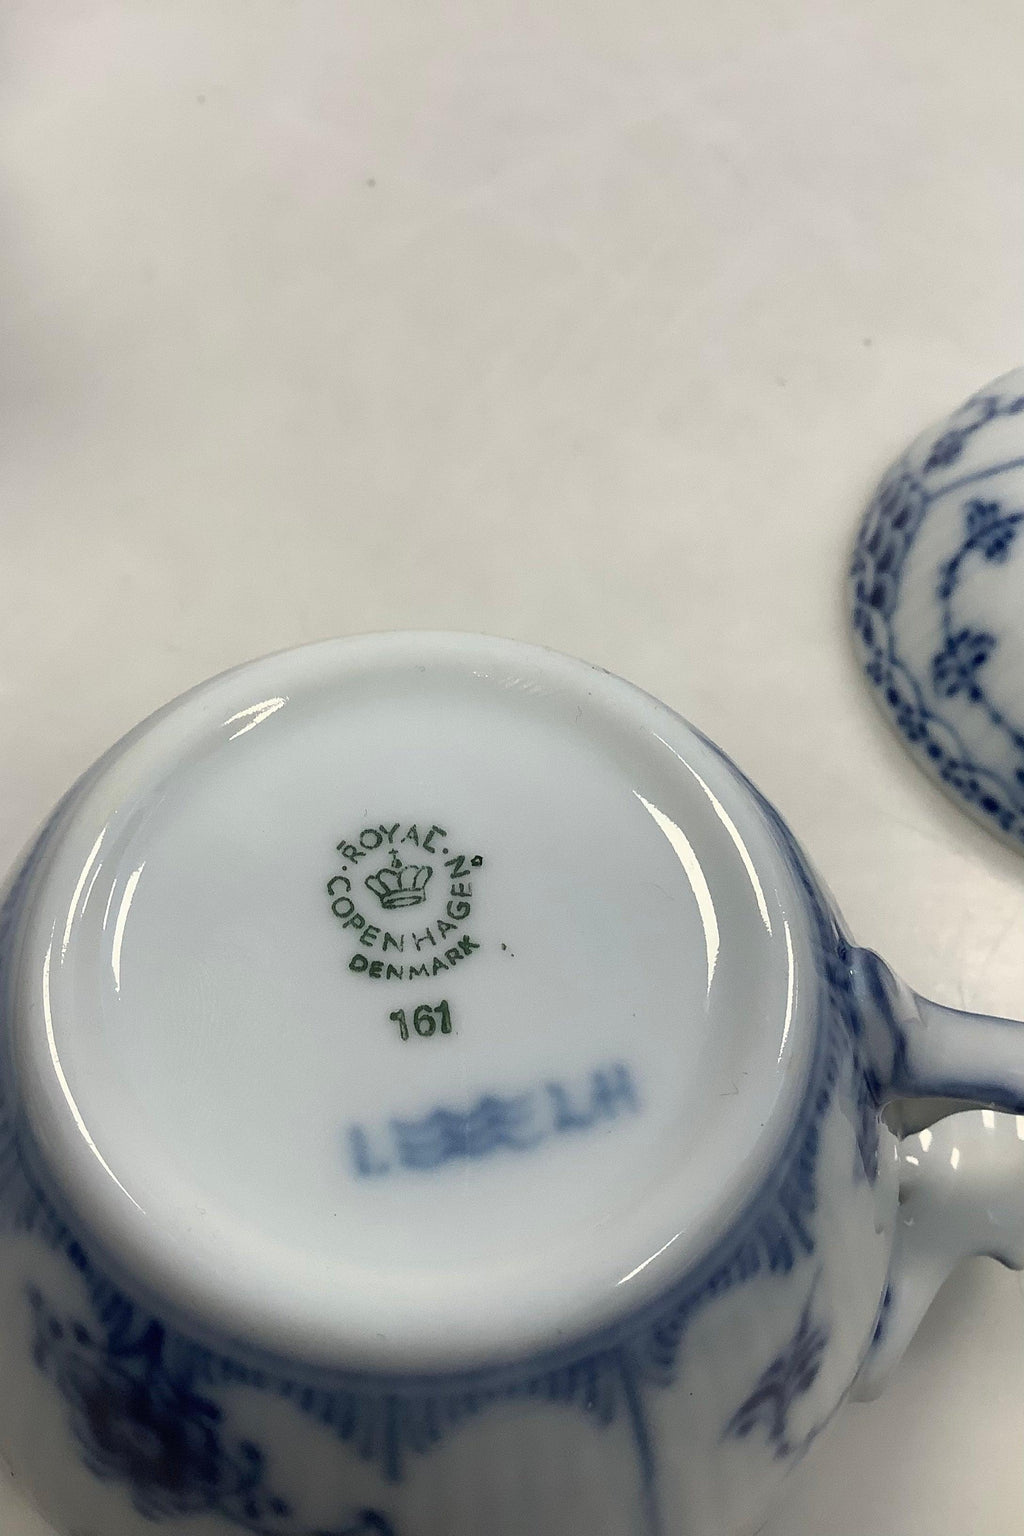 ROYAL.
.COPENHAGEN
DENMARK
161